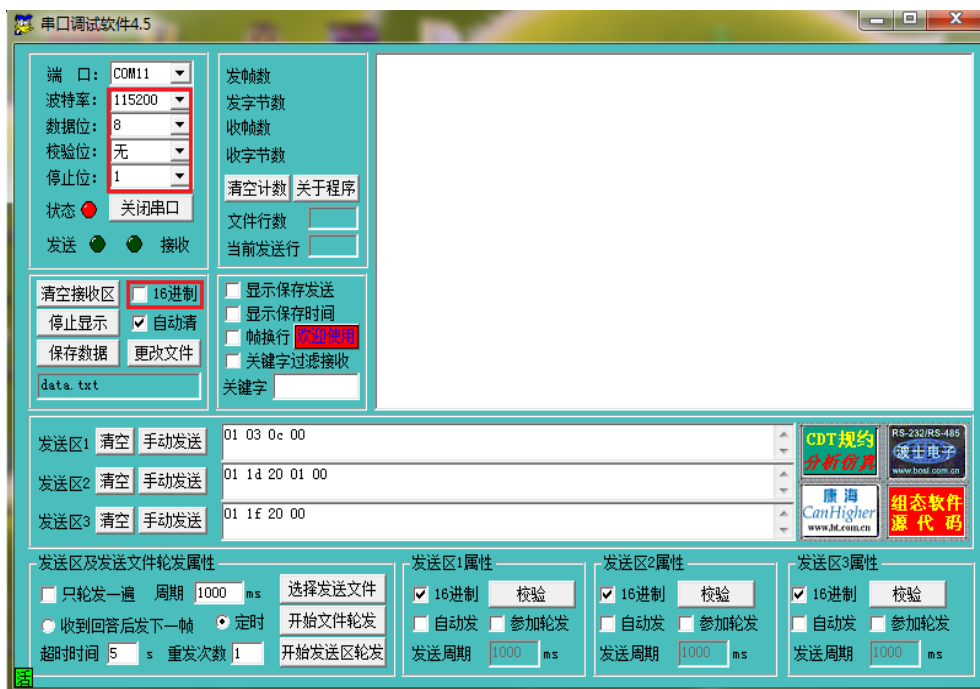 串口调试软件4.5
端 口: COM11
波特率: 115200
数据位: 8
校验位: 无
停止位: 1
状态 关闭串口
发送 接收
发帧数
发字节数
收帧数
收字节数
清空计数 关于程序
文件行数
当前发送行
清空接收区 16进制
停止显示 自动清
保存数据 更改文件
data.txt
显示保存发送
显示保存时间
帧换行 欢迎使用
关键字过滤接收
关键字
发送区1 清空 手动发送 01 03 0c 00
发送区2 清空 手动发送 01 1d 20 01 00
发送区3 清空 手动发送 01 1f 20 00
CDT规约
分析仿真
RS-232/RS-485
波士电子
www.bosi.com.cn
康海
CanHigher
www.ht.com.cn
组态软件
源代码
发送区及发送文件轮发属性
只轮发一遍 周期 1000 ms 选择发送文件
收到回答后发下一帧 定时 开始文件轮发
超时时间 5 s 重发次数 1 开始发送区轮发
发送区1属性
16进制 校验
自动发 参加轮发
发送周期 1000 ms
发送区2属性
16进制 校验
自动发 参加轮发
发送周期 1000 ms
发送区3属性
16进制 校验
自动发 参加轮发
发送周期 1000 ms
活